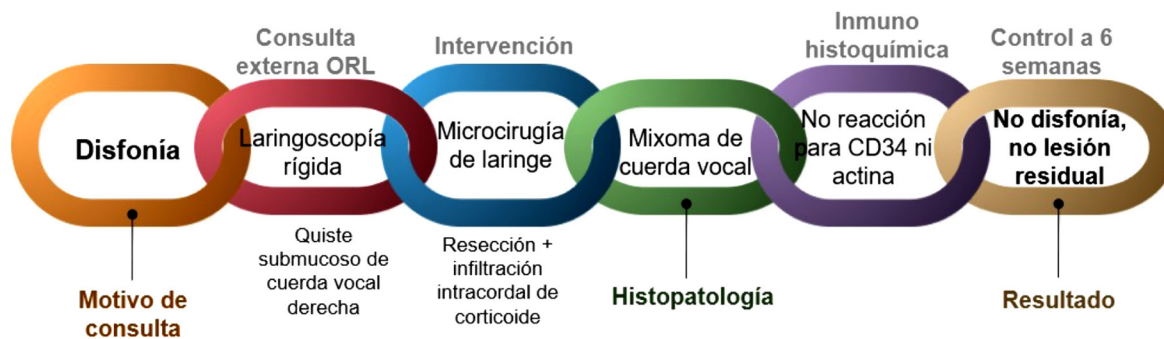 Disfonía
Motivo de
consulta
Consulta
externa ORL
Laringoscopía
rígida
Quiste
submucoso de
cuerda vocal
derecha
Intervención
Microcirugía
de laringe
Resección +
infiltración
intracordal de
corticoide
Mixoma de
cuerda vocal
Histopatología
Inmuno
histoquímica
No reacción
para CD34 ni
actina
Control a 6
semanas
No disfonía,
no lesión
residual
Resultado